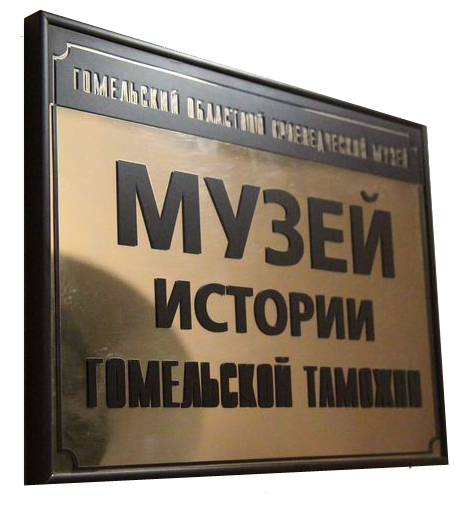 ГОМЕЛЬСКИЙ ОБЛАСТНОЙ КРАЕВЕДЧЕСКИЙ МУЗЕЙ
МУЗЕЙ
ИСТОРИИ
ГОМЕЛЬСКОЙ ТАМОЖНИ